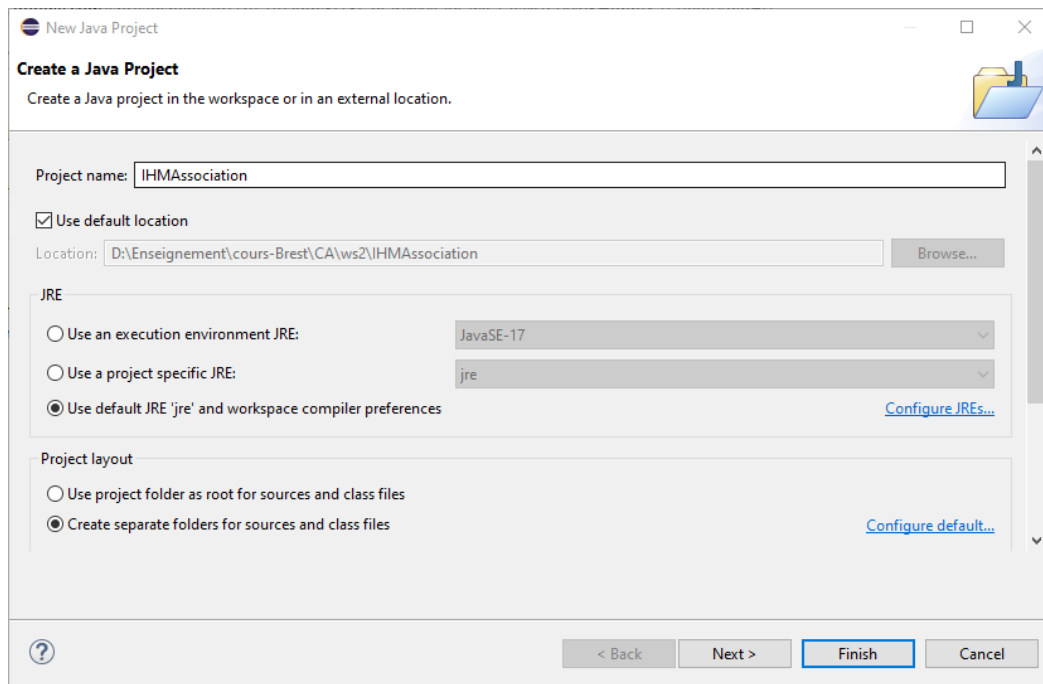 New Java Project
Create a Java Project
Create a Java project in the workspace or in an external location.
Project name: IHMAssociation
Use default location
Location: D:\Enseignement\cours-Brest\CA\ws2\IHMAssociation Browse...
JRE
Use an execution environment JRE: JavaSE-17
Use a project specific JRE: jre
Use default JRE 'jre' and workspace compiler preferences Configure JREs...
Project layout
Use project folder as root for sources and class files
Create separate folders for sources and class files Configure default...
? < Back Next > Finish Cancel